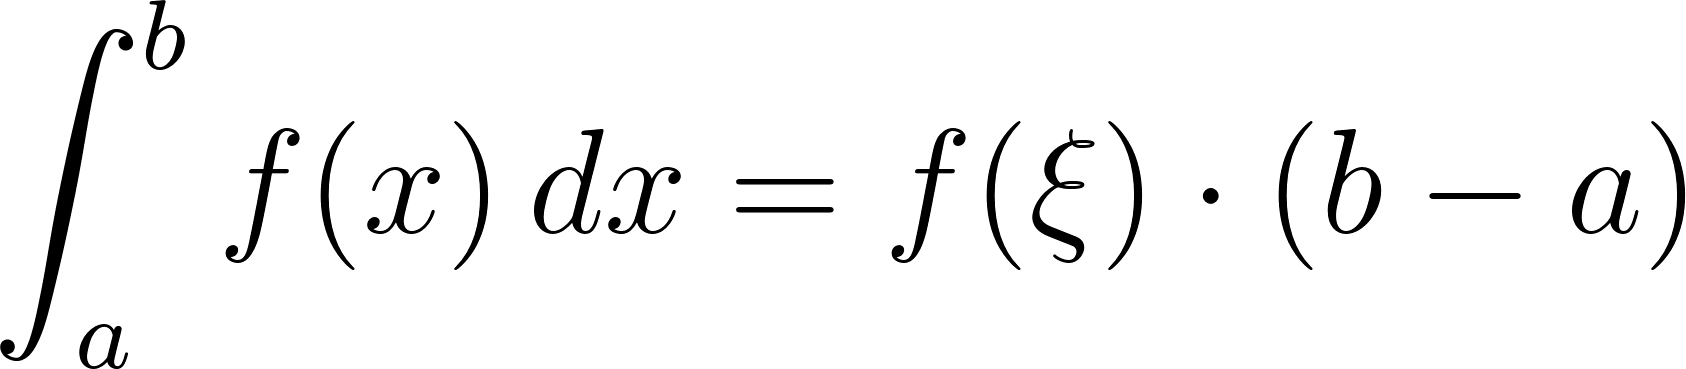 ∫_a^b f(x) dx = f(ξ) · (b − a)